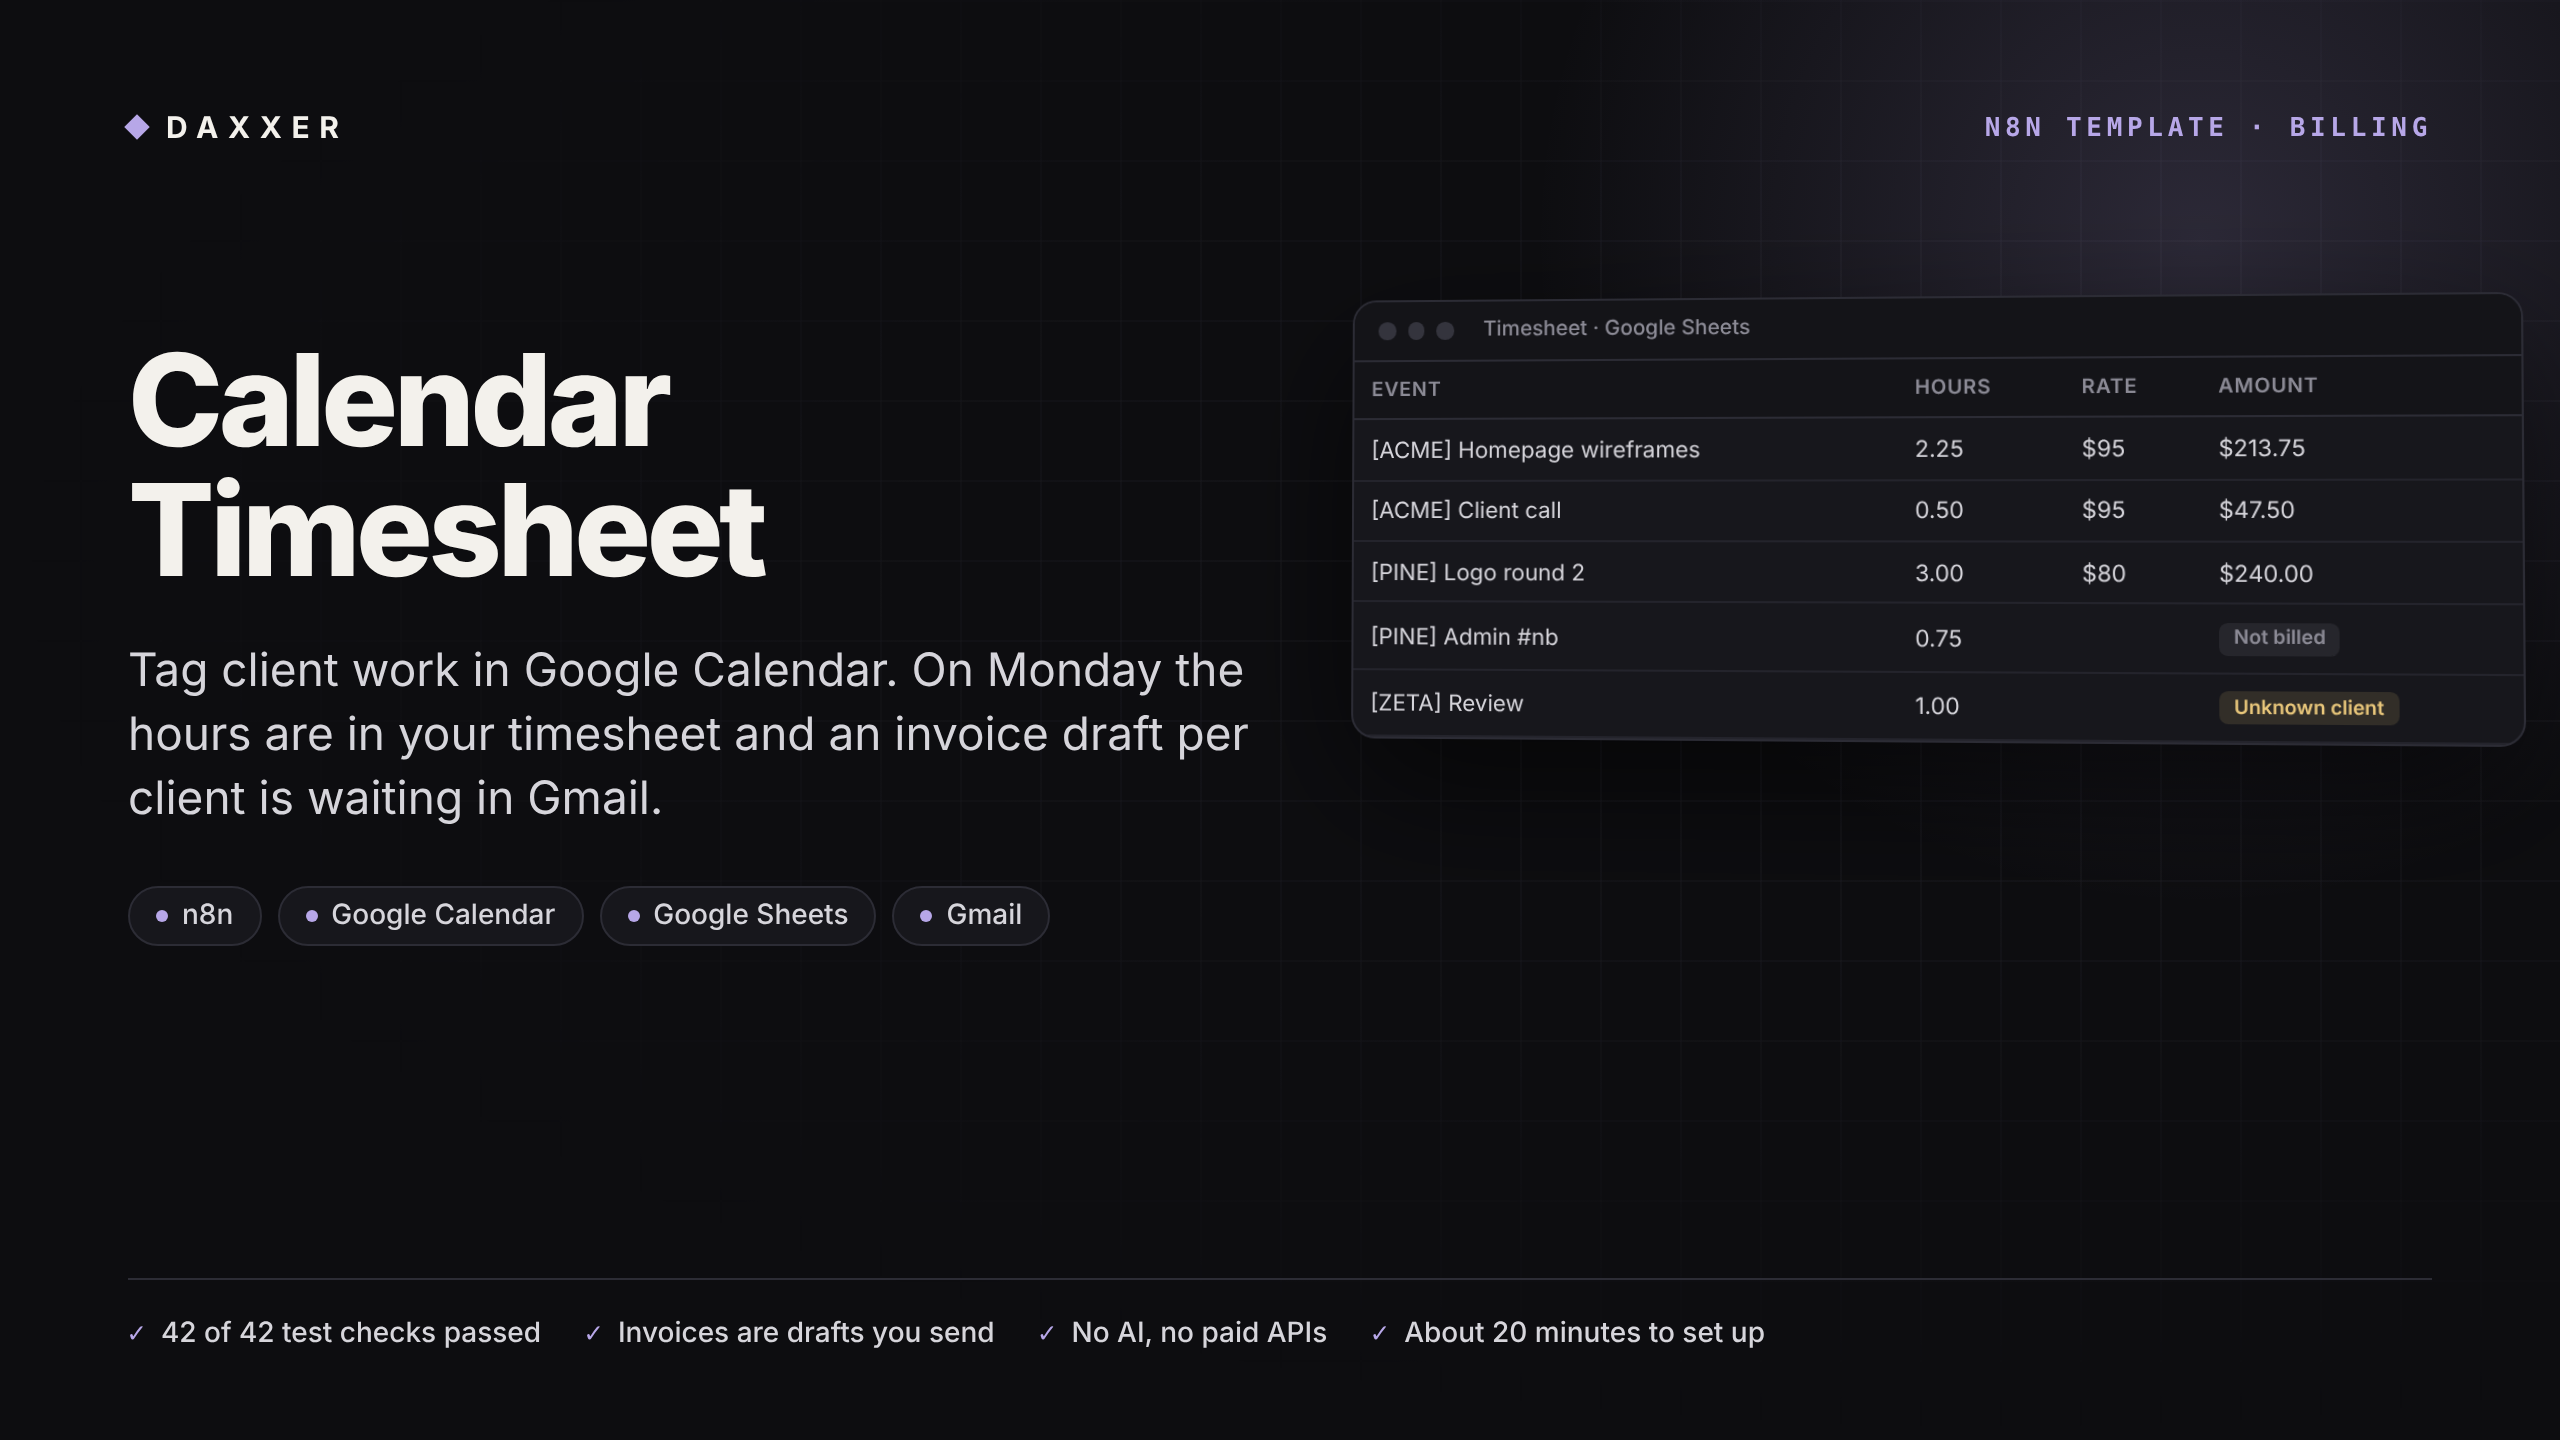 DAXXER
N8N TEMPLATE · BILLING
Calendar
Timesheet
Tag client work in Google Calendar. On Monday the
hours are in your timesheet and an invoice draft per
client is waiting in Gmail.
n8n Google Calendar Google Sheets Gmail
Timesheet · Google Sheets
EVENT HOURS RATE AMOUNT
[ACME] Homepage wireframes 2.25 $95 $213.75
[ACME] Client call 0.50 $95 $47.50
[PINE] Logo round 2 3.00 $80 $240.00
[PINE] Admin #nb 0.75 Not billed
[ZETA] Review 1.00 Unknown client
✓ 42 of 42 test checks passed ✓ Invoices are drafts you send ✓ No AI, no paid APIs ✓ About 20 minutes to set up